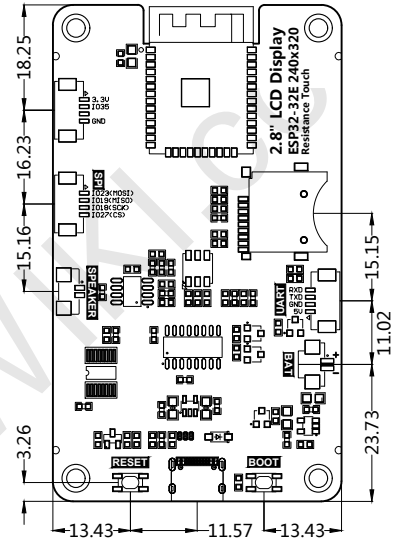 18.25
16.23
15.16
3.26
3.3V
IO35
GND
SPI
IO23(MOSI)
IO19(MISO)
IO18(SCK)
IO27(CS)
SPEAKER
2.8" LCD Display
ESP32-32E 240x320
Resistance Touch
UART
RXD
TXD
GND
5V
BAT
+
-
15.15
11.02
23.73
RESET
BOOT
13.43
11.57
13.43
WIKI.CC